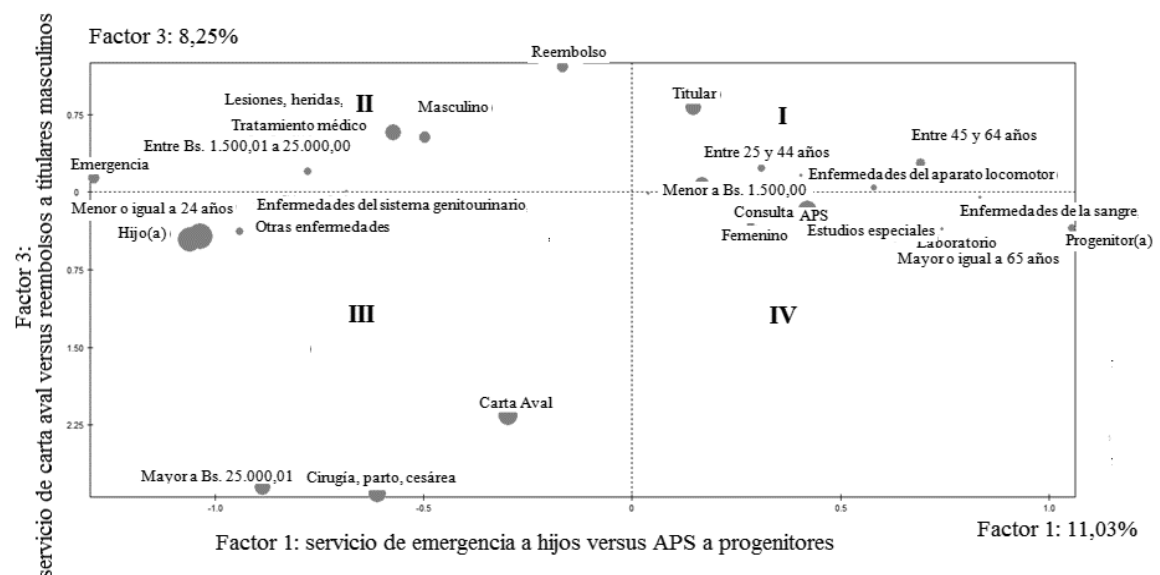 Factor 3: 8,25%
Factor 3:
servicio de carta aval versus reembolsos a titulares masculinos
Reembolso
Titular
I
II
Lesiones, heridas,
Masculino
Tratamiento médico
Entre 45 y 64 años
Entre Bs. 1.500,01 a 25.000,00
Entre 25 y 44 años
Emergencia
Enfermedades del aparato locomotor
Menor a Bs. 1.500,00
Menor o igual a 24 años
Enfermedades del sistema genitourinario
Consulta APS
Enfermedades de la sangre
Hijo(a)
Otras enfermedades
Femenino
Estudios especiales
Laboratorio
Progenitor(a)
Mayor o igual a 65 años
III
IV
Carta Aval
Mayor a Bs. 25.000,01
Cirugía, parto, cesárea
0.75
0
0.75
1.50
2.25
-1.0
-0.5
0
0.5
1.0
Factor 1: 11,03%
Factor 1: servicio de emergencia a hijos versus APS a progenitores